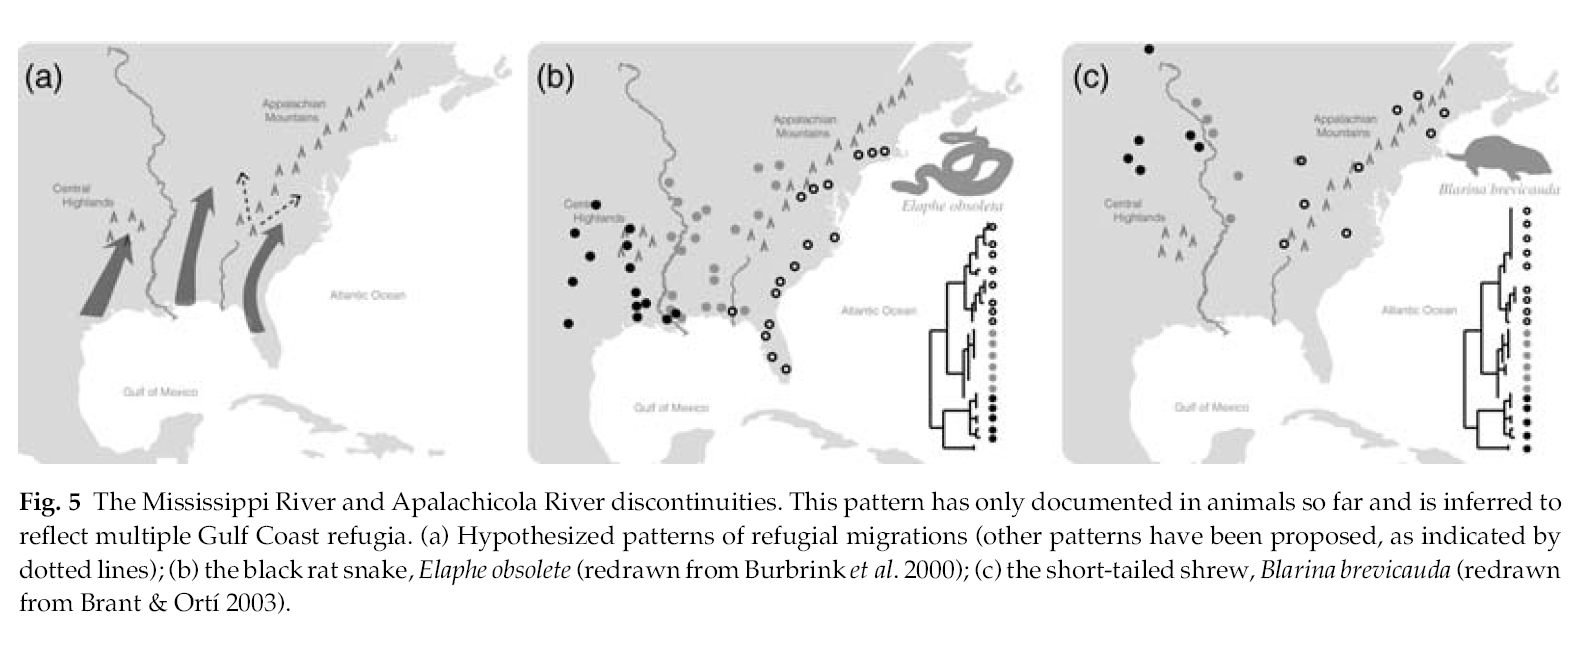 (a)
Appalachian
Mountains
Central
Highlands
Atlantic Ocean
Gulf of Mexico
(b)
Appalachian
Mountains
Elaphe obsoleta
Central
Highlands
Atlantic Ocean
Gulf of Mexico
(c)
Appalachian
Mountains
Blarina brevicauda
Central
Highlands
Atlantic Ocean
Gulf of Mexico
Fig. 5 The Mississippi River and Apalachicola River discontinuities. This pattern has only documented in animals so far and is inferred to
reflect multiple Gulf Coast refugia. (a) Hypothesized patterns of refugial migrations (other patterns have been proposed, as indicated by
dotted lines); (b) the black rat snake, Elaphe obsolete (redrawn from Burbrink et al. 2000); (c) the short-tailed shrew, Blarina brevicauda (redrawn
from Brant & Ortí 2003).